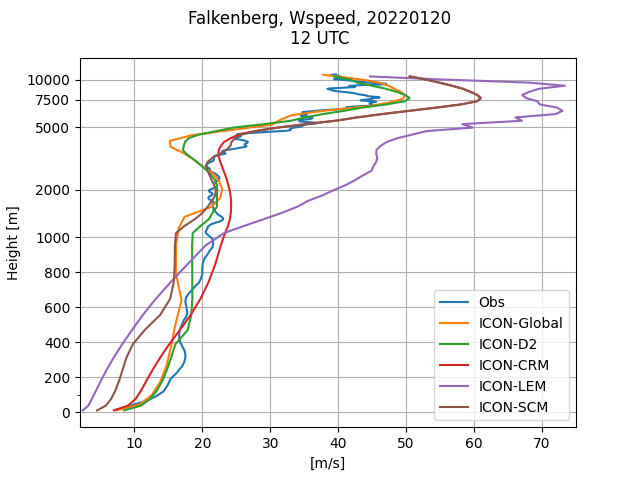 Falkenberg, Wspeed, 20220120
12 UTC
10000
7500
5000
2000
1000
800
600
400
200
0
Height [m]
10 20 30 40 50 60 70
[m/s]
Obs
ICON-Global
ICON-D2
ICON-CRM
ICON-LEM
ICON-SCM